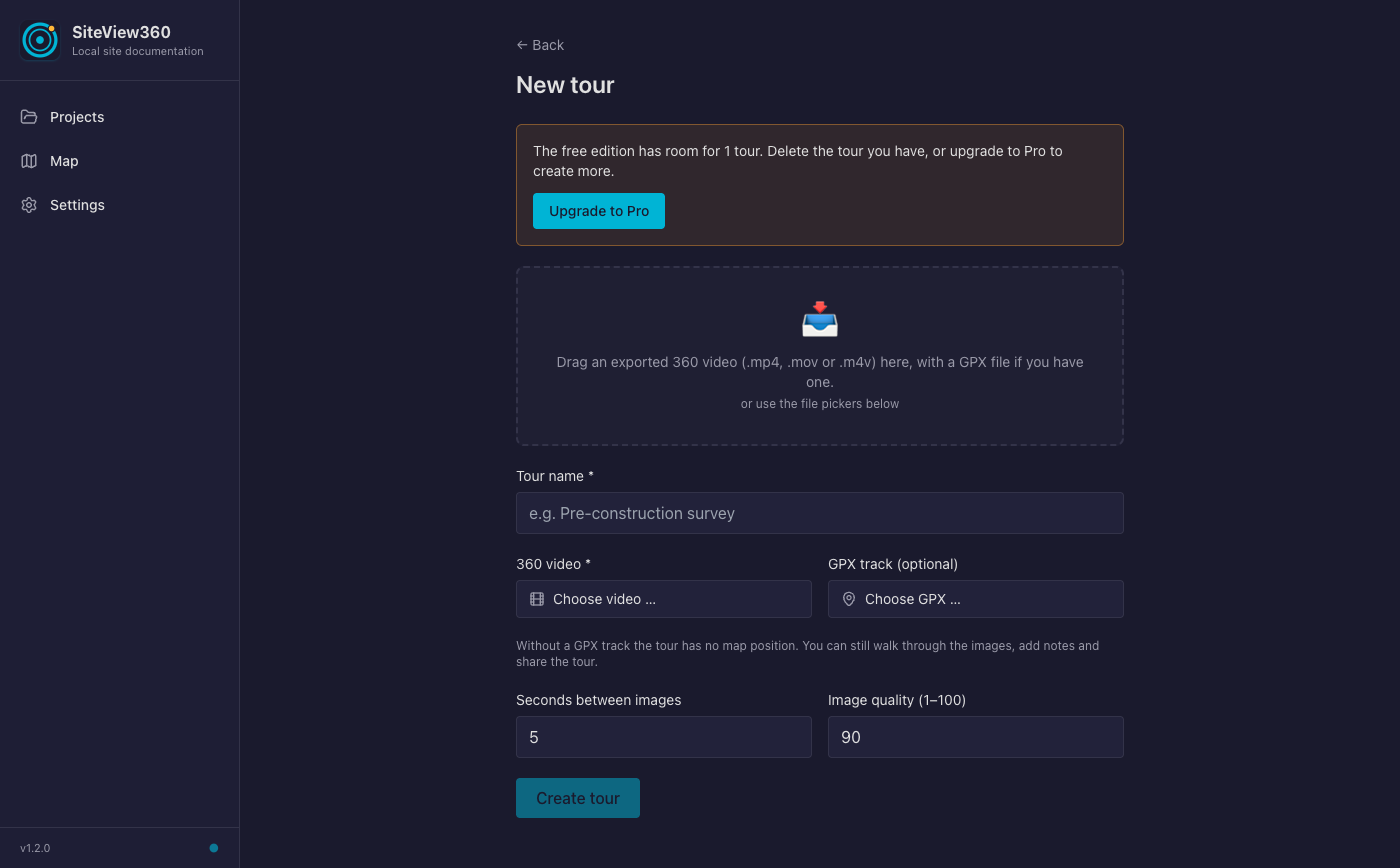 SiteView360
Local site documentation
Projects
Map
Settings
v1.2.0
← Back
New tour
The free edition has room for 1 tour. Delete the tour you have, or upgrade to Pro to
create more.
Upgrade to Pro
Drag an exported 360 video (.mp4, .mov or .m4v) here, with a GPX file if you have
one.
or use the file pickers below
Tour name *
e.g. Pre-construction survey
360 video *
GPX track (optional)
Choose video ...
Choose GPX ...
Without a GPX track the tour has no map position. You can still walk through the images, add notes and
share the tour.
Seconds between images
Image quality (1–100)
5
90
Create tour